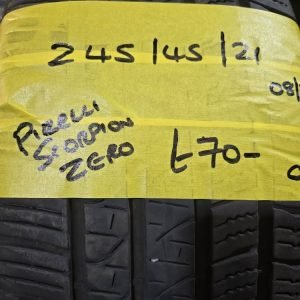 245/45/21
08/
PIRELLI
SCORPION
ZERO
£70-